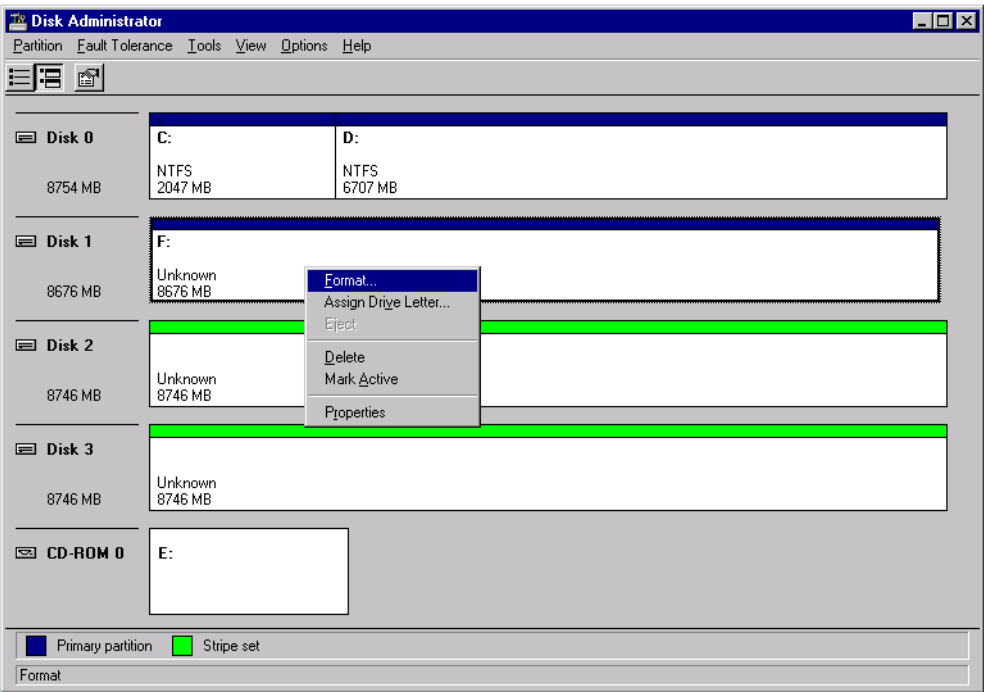 Disk Administrator
Partition Fault Tolerance Tools View Options Help
Disk 0
8754 MB
C:
NTFS
2047 MB
D:
NTFS
6707 MB
Disk 1
8676 MB
F:
Unknown
8676 MB
Format...
Assign Drive Letter...
Eject
Delete
Mark Active
Properties
Disk 2
8746 MB
Unknown
8746 MB
Disk 3
8746 MB
Unknown
8746 MB
CD-ROM 0
E:
Primary partition Stripe set
Format